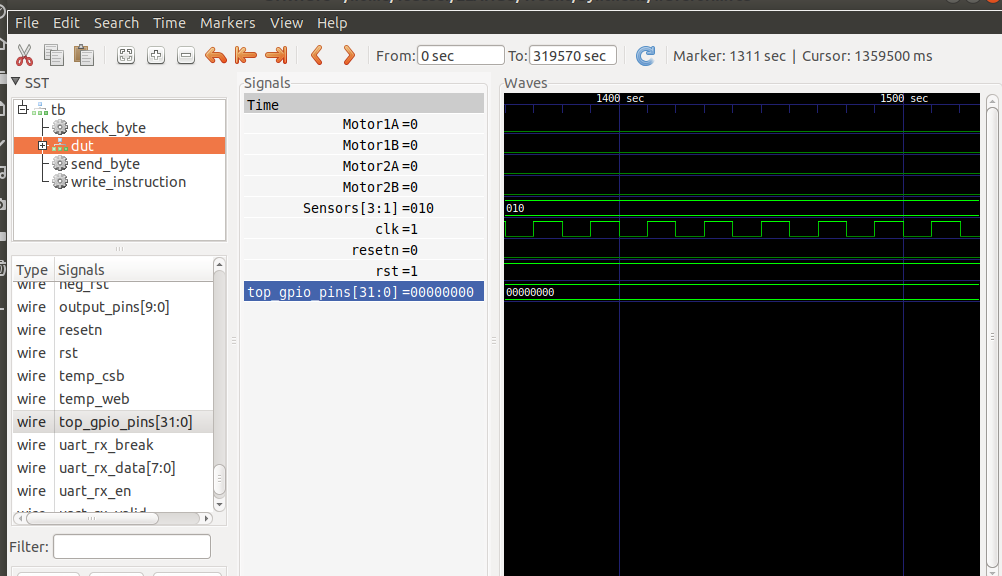 File Edit Search Time Markers View Help
From: 0 sec To: 319570 sec Marker: 1311 sec | Cursor: 1359500 ms
SST
tb
check_byte
dut
send_byte
write_instruction
Type Signals
wire neg_rst
wire output_pins[9:0]
wire resetn
wire rst
wire temp_csb
wire temp_web
wire top_gpio_pins[31:0]
wire uart_rx_break
wire uart_rx_data[7:0]
wire uart_rx_en
wire uart_rx_valid
Filter:
Signals
Time
Motor1A=0
Motor1B=0
Motor2A=0
Motor2B=0
Sensors[3:1]=010
clk=1
resetn=0
rst=1
top_gpio_pins[31:0]=00000000
Waves
1400 sec 1500 sec
010
00000000